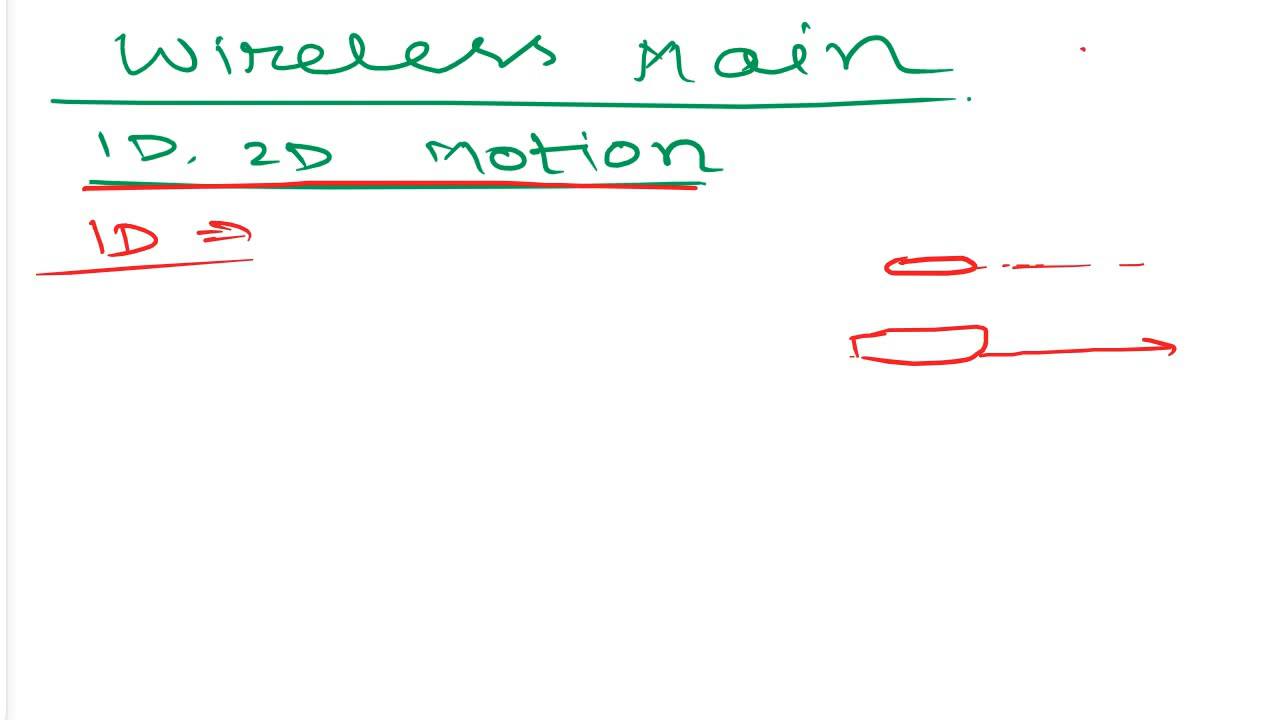 Wireless Main
1D. 2D Motion
1D ⇒